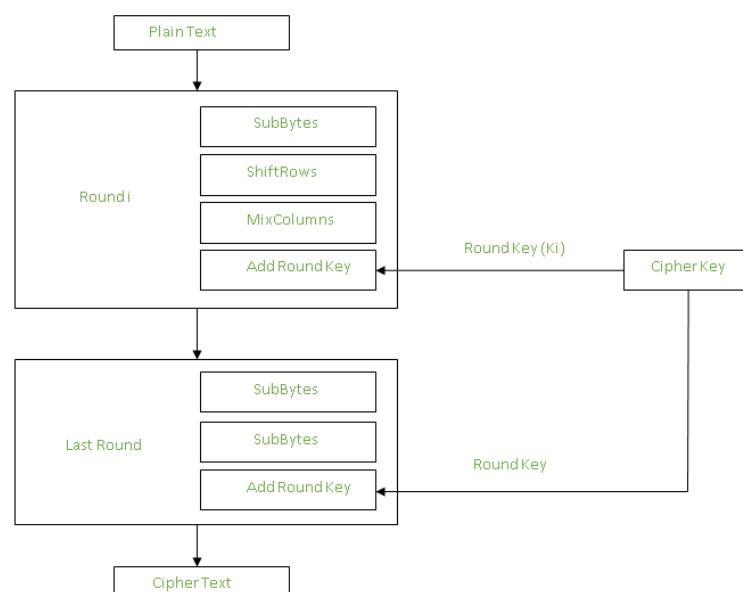 Plain Text
SubBytes
ShiftRows
Round i
MixColumns
Round Key (Ki)
Add Round Key
Cipher Key
SubBytes
SubBytes
Last Round
Round Key
Add Round Key
Cipher Text